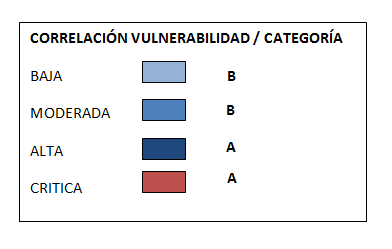 CORRELACIÓN VULNERABILIDAD / CATEGORÍA
BAJA B
MODERADA B
ALTA A
CRITICA A